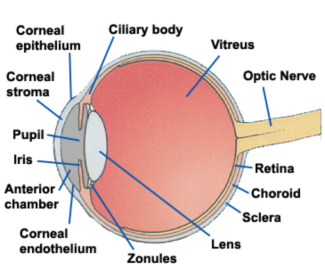 Corneal
epithelium
Ciliary body
Vitreus
Optic Nerve
Corneal
stroma
Pupil
Iris
Anterior
chamber
Corneal
endothelium
Zonules
Lens
Retina
Choroid
Sclera